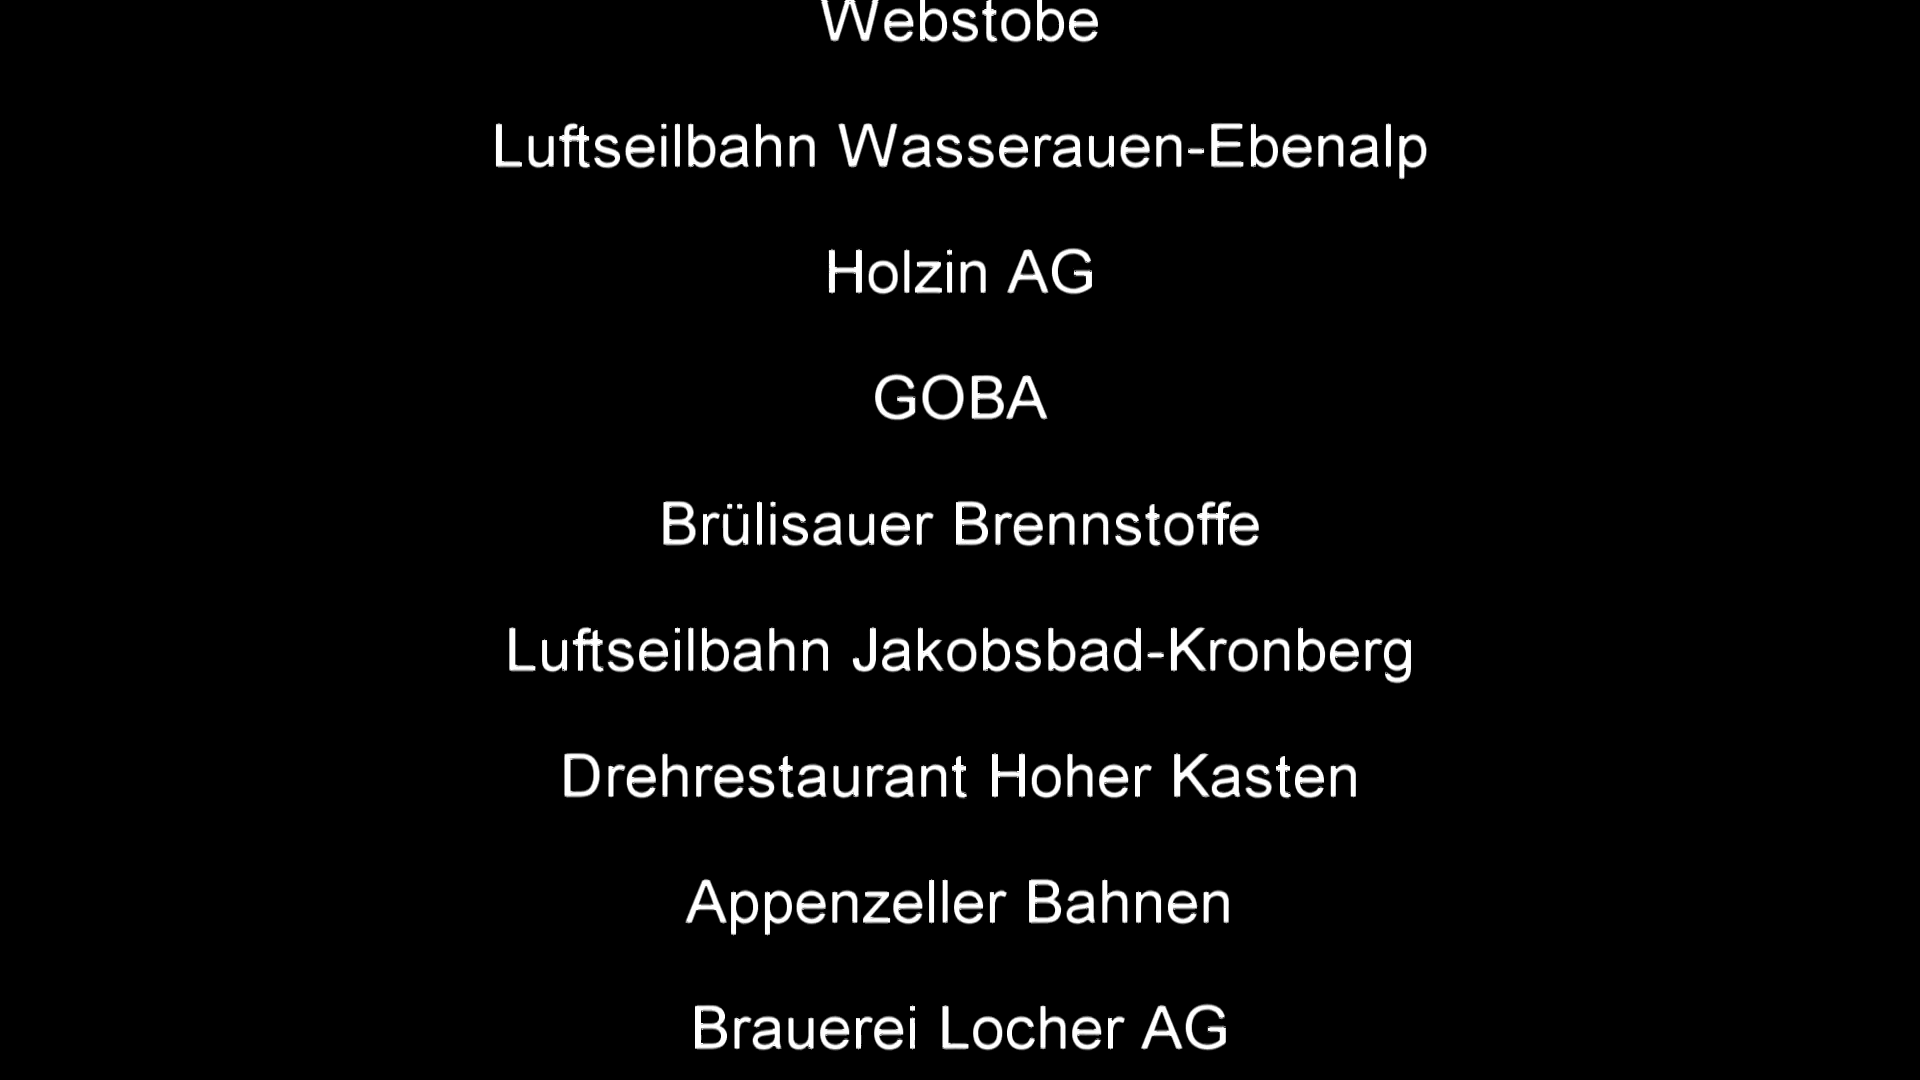 Webstobe
Luftseilbahn Wasserauen-Ebenalp
Holzin AG
GOBA
Brülisauer Brennstoffe
Luftseilbahn Jakobsbad-Kronberg
Drehrestaurant Hoher Kasten
Appenzeller Bahnen
Brauerei Locher AG